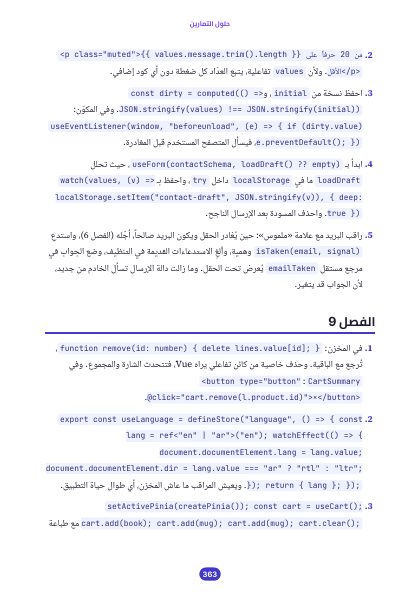 حلول التمارين
2. <p class="muted">{{ values.message.trim().length }} من 20 حرفاً على
الأقل</p>. ولأن values تفاعلية، يتبع العدّاد كل ضغطة دون أي كود إضافي.
3. احفظ نسخة من initial ، و const dirty = computed(() =>
JSON.stringify(values) !== JSON.stringify(initial)). وفي المكوّن:
useEventListener(window, "beforeunload", (e) => { if (dirty.value)
e.preventDefault(); })، فيسأل المتصفح المستخدم قبل المغادرة.
4. ابدأ بـ useForm(contactSchema, loadDraft() ?? empty) ، حيث تحلل
loadDraft ما في localStorage داخل try ، واحفظ بـ watch(values, (v) =>
localStorage.setItem("contact-draft", JSON.stringify(v)), { deep:
true }). واحذف المسودة بعد الإرسال الناجح.
5. راقب البريد مع علامة «ملموس»: حين يُغادر الحقل ويكون البريد صالحاً، أجّله (الفصل 6)، واستدعِ
isTaken(email, signal) وهمية، وألغِ الاستدعاءات القديمة في التنظيف، وضع الجواب في
مرجع مستقل emailTaken يُعرض تحت الحقل. وما زالت دالة الإرسال تسأل الخادم من جديد،
لأن الجواب قد يتغير.
الفصل 9
1. في المخزن: function remove(id: number) { delete lines.value[id]; } ،
تُرجع مع الباقية. وحذف خاصية من كائن تفاعلي يراه Vue، فتتحدث الشارة والمجموع. وفي
CartSummary : <button type="button"
@click="cart.remove(l.product.id)">×</button>.
2. export const useLanguage = defineStore("language", () => { const
lang = ref<"en" | "ar">("en"); watchEffect(() => {
document.documentElement.lang = lang.value;
document.documentElement.dir = lang.value === "ar" ? "rtl" : "ltr";
}); return { lang }; });. ويعيش المراقب ما عاش المخزن، أي طوال حياة التطبيق.
3. setActivePinia(createPinia()); const cart = useCart();
cart.add(book); cart.add(mug); cart.add(mug); cart.clear(); مع طباعة
363